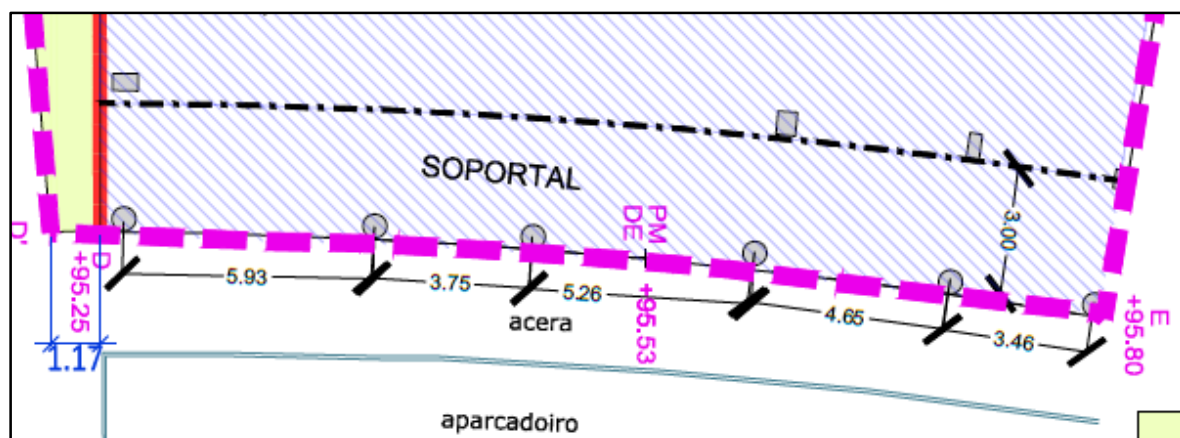 SOPORTAL
3.00
D'
D
+95.25
PM
DE
+95.53
E
+95.80
5.93
3.75
5.26
4.65
3.46
acera
1.17
aparcadoiro